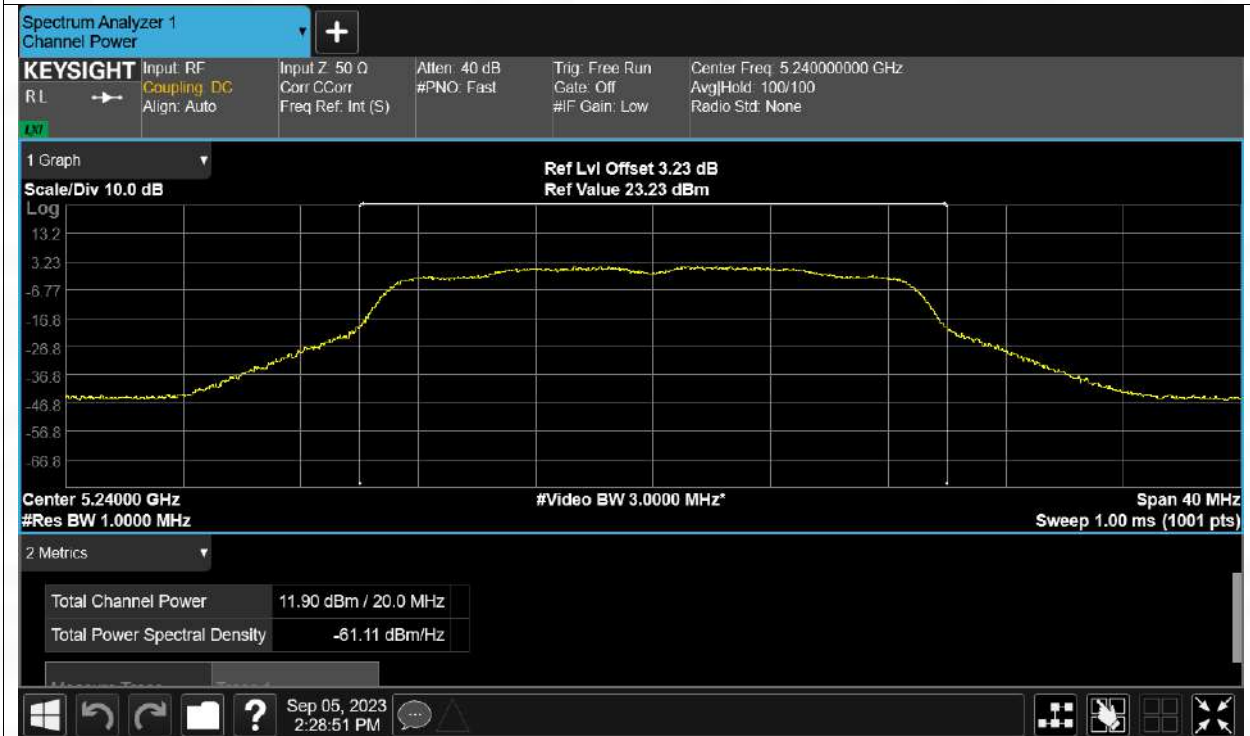 Spectrum Analyzer 1
Channel Power
KEYSIGHT Input: RF Input Z: 50 Ω Atten: 40 dB Trig: Free Run Center Freq: 5.240000000 GHz
RL Coupling: DC Corr CCorr #PNO: Fast Gate: Off Avg|Hold: 100/100
Align: Auto Freq Ref: Int (S) #IF Gain: Low Radio Std: None
LXI
1 Graph
Ref Lvl Offset 3.23 dB
Scale/Div 10.0 dB Ref Value 23.23 dBm
Log
13.2
3.23
-6.77
-16.8
-26.8
-36.8
-46.8
-56.8
-66.8
Center 5.24000 GHz #Video BW 3.0000 MHz* Span 40 MHz
#Res BW 1.0000 MHz Sweep 1.00 ms (1001 pts)
2 Metrics
Total Channel Power 11.90 dBm / 20.0 MHz
Total Power Spectral Density -61.11 dBm/Hz
? Sep 05, 2023
2:28:51 PM